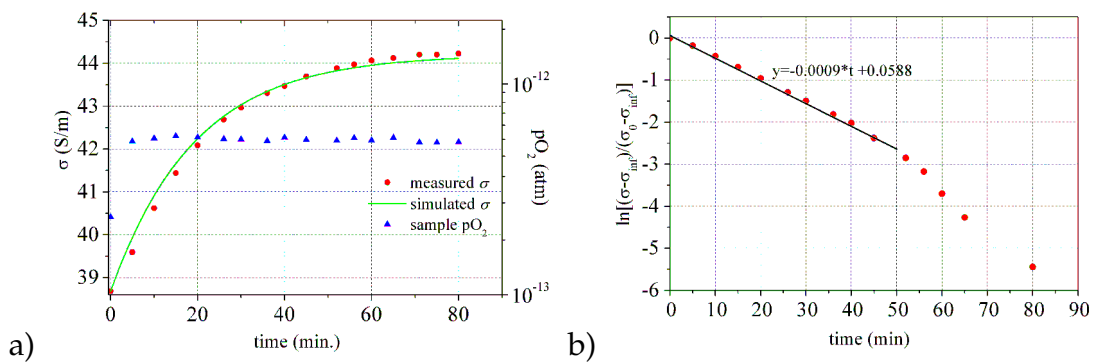 45
44
43
42
41
40
39
σ (S/m)
10⁻¹²
10⁻¹³
pO₂ (atm)
measured σ
simulated σ
sample pO₂
0 20 40 60 80
time (min.)
a)
0
-1
-2
-3
-4
-5
-6
ln[(σ-σinf)/(σ₀-σinf)]
y=-0.0009*t +0.0588
0 10 20 30 40 50 60 70 80 90
time (min)
b)